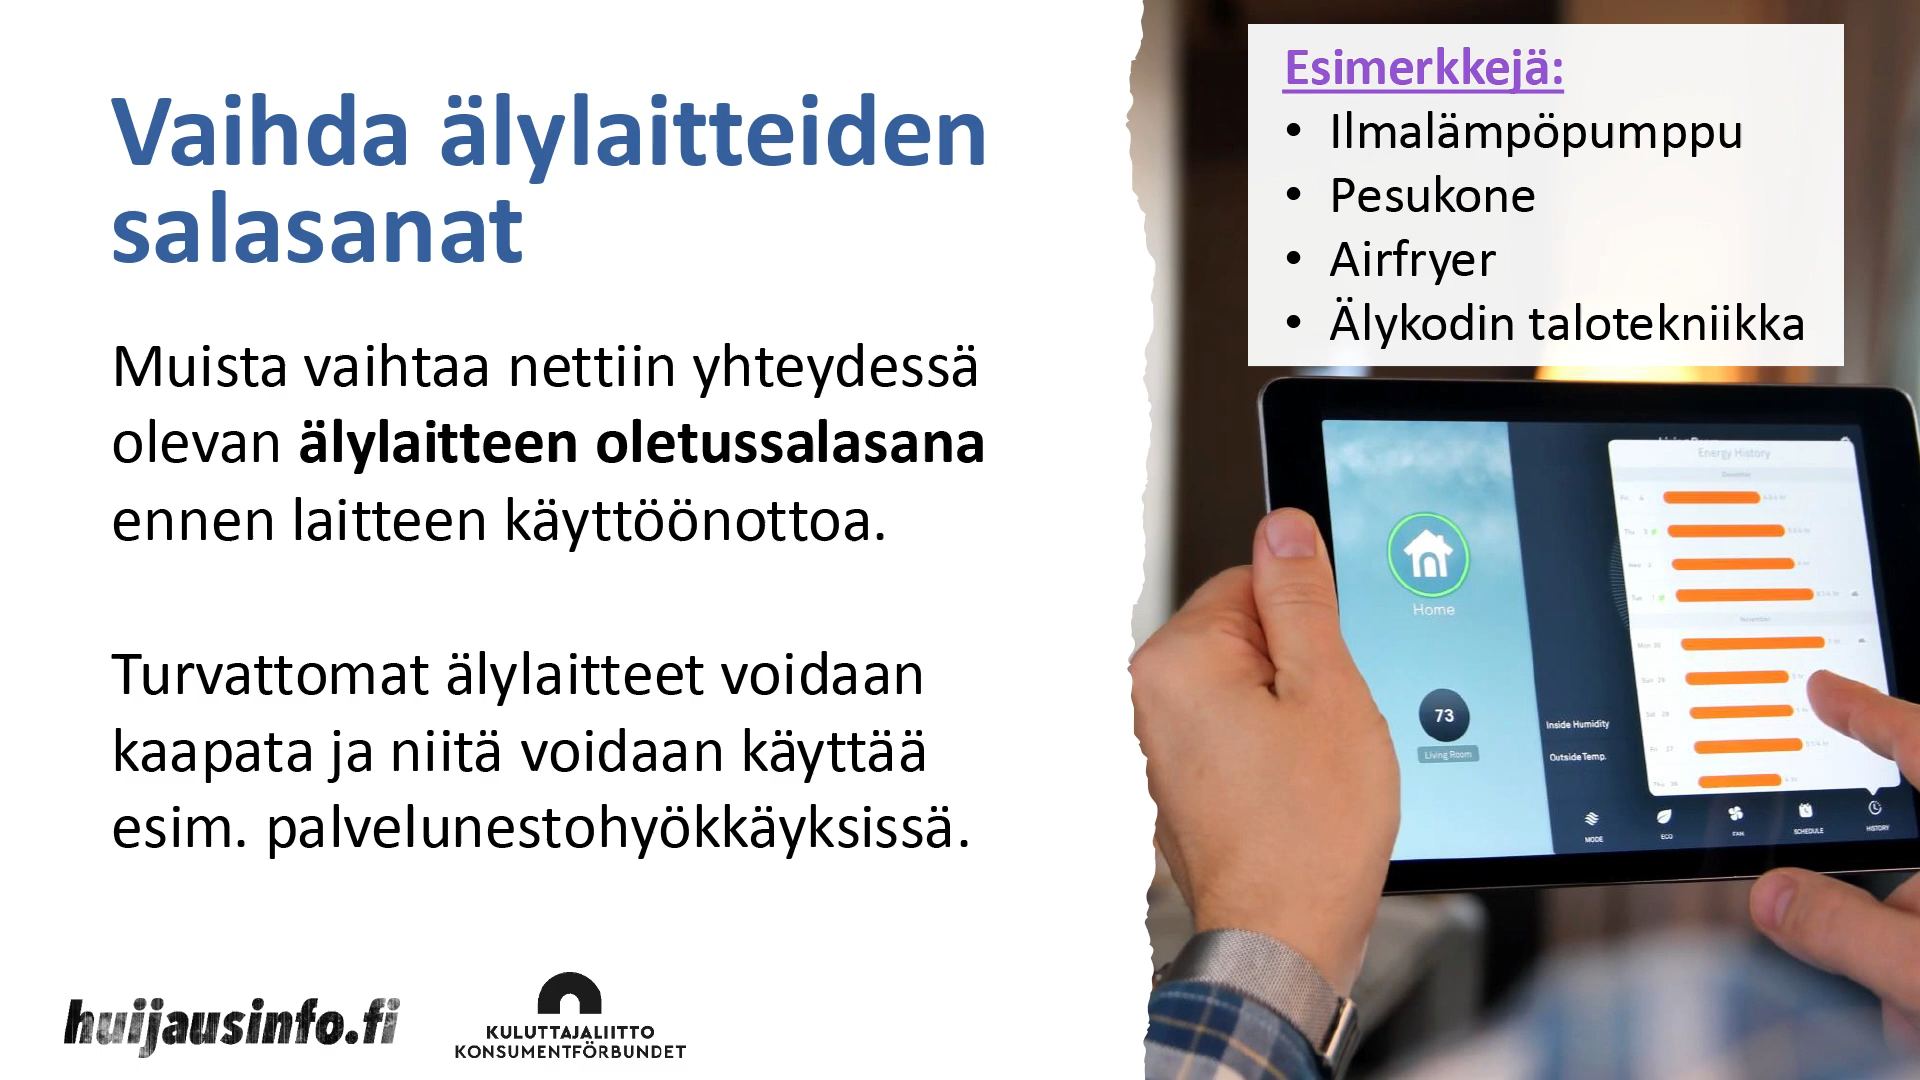 Vaihda älylaitteiden
salasanat
Muista vaihtaa nettiin yhteydessä
olevan älylaitteen oletussalasana
ennen laitteen käyttöönottoa.
Turvattomat älylaitteet voidaan
kaapata ja niitä voidaan käyttää
esim. palvelunestohyökkäyksissä.
huijausinfo.fi
KULUTTAJALIITTO
KONSUMENTFÖRBUNDET
Esimerkkejä:
• Ilmalämpöpumppu
• Pesukone
• Airfryer
• Älykodin talotekniikka
Energy History
Home
73
Living Room
Inside Humidity
Outside Temp.
MODE
ECO
FAN
SCHEDULE
HISTORY